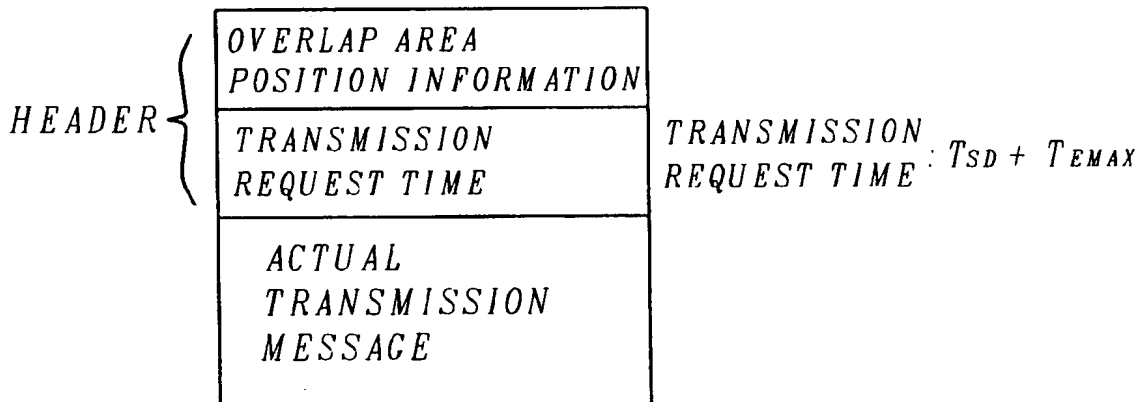 OVERLAP AREA
POSITION INFORMATION
HEADER
TRANSMISSION
REQUEST TIME
TRANSMISSION
REQUEST TIME : TSD + TEMAX
ACTUAL
TRANSMISSION
MESSAGE